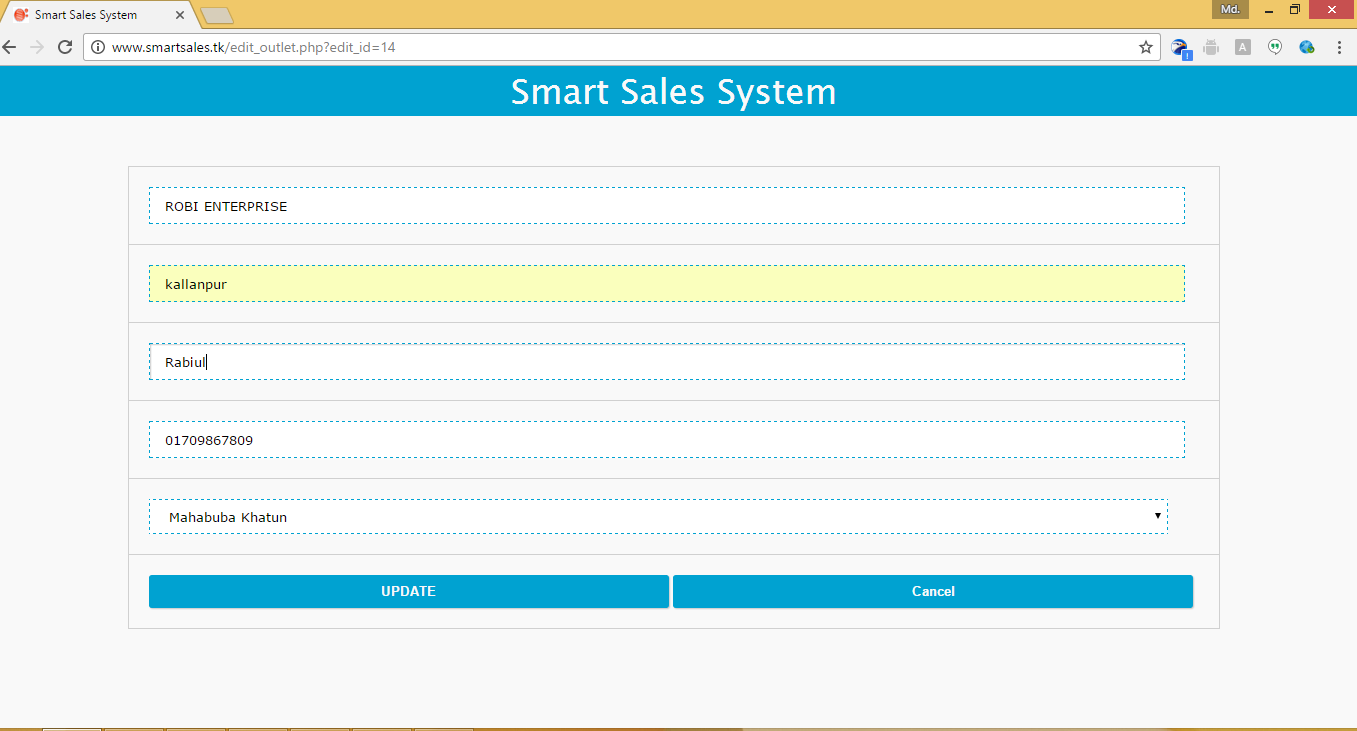 Smart Sales System
Md.
www.smartsales.tk/edit_outlet.php?edit_id=14
A
Smart Sales System
ROBI ENTERPRISE
kallanpur
Rabiul
01709867809
Mahabuba Khatun
UPDATE Cancel